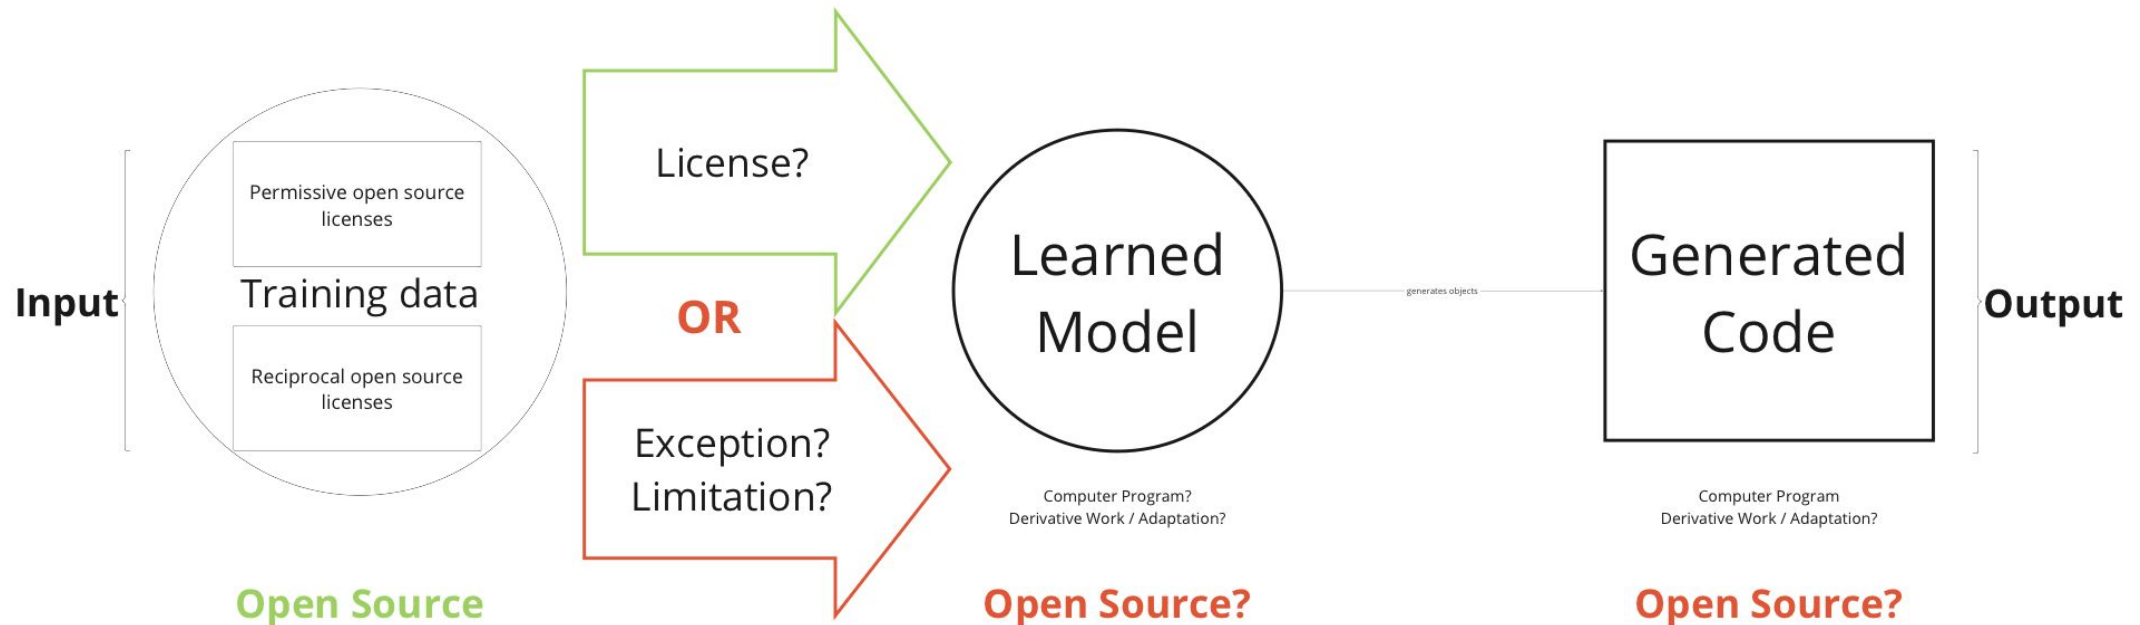 Input
Permissive open source
licenses
Training data
Reciprocal open source
licenses
Open Source
License?
OR
Exception?
Limitation?
Learned
Model
Computer Program?
Derivative Work / Adaptation?
Open Source?
generates objects
Generated
Code
Computer Program
Derivative Work / Adaptation?
Open Source?
Output